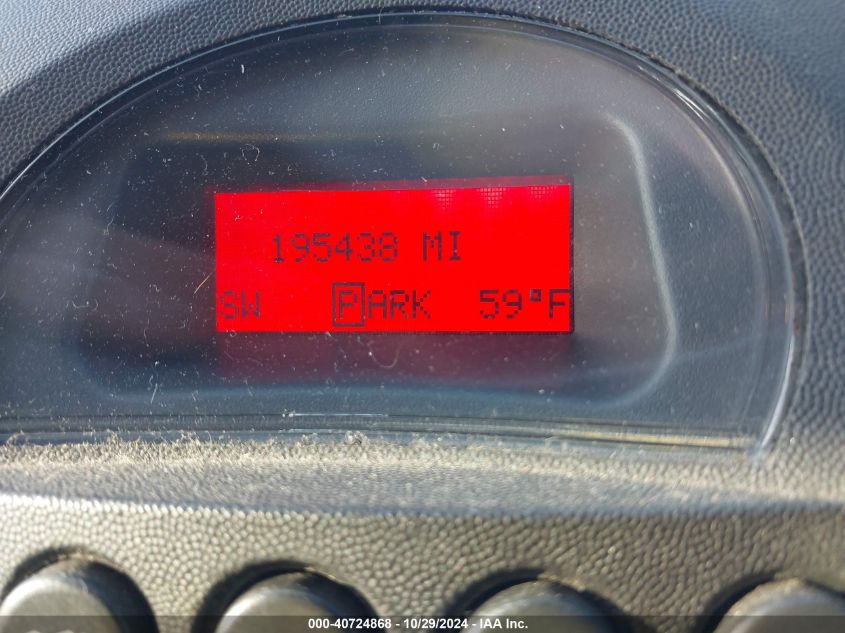 195438 MI
SW PARK 59°F
000-40724868 - 10/29/2024 - IAA Inc.